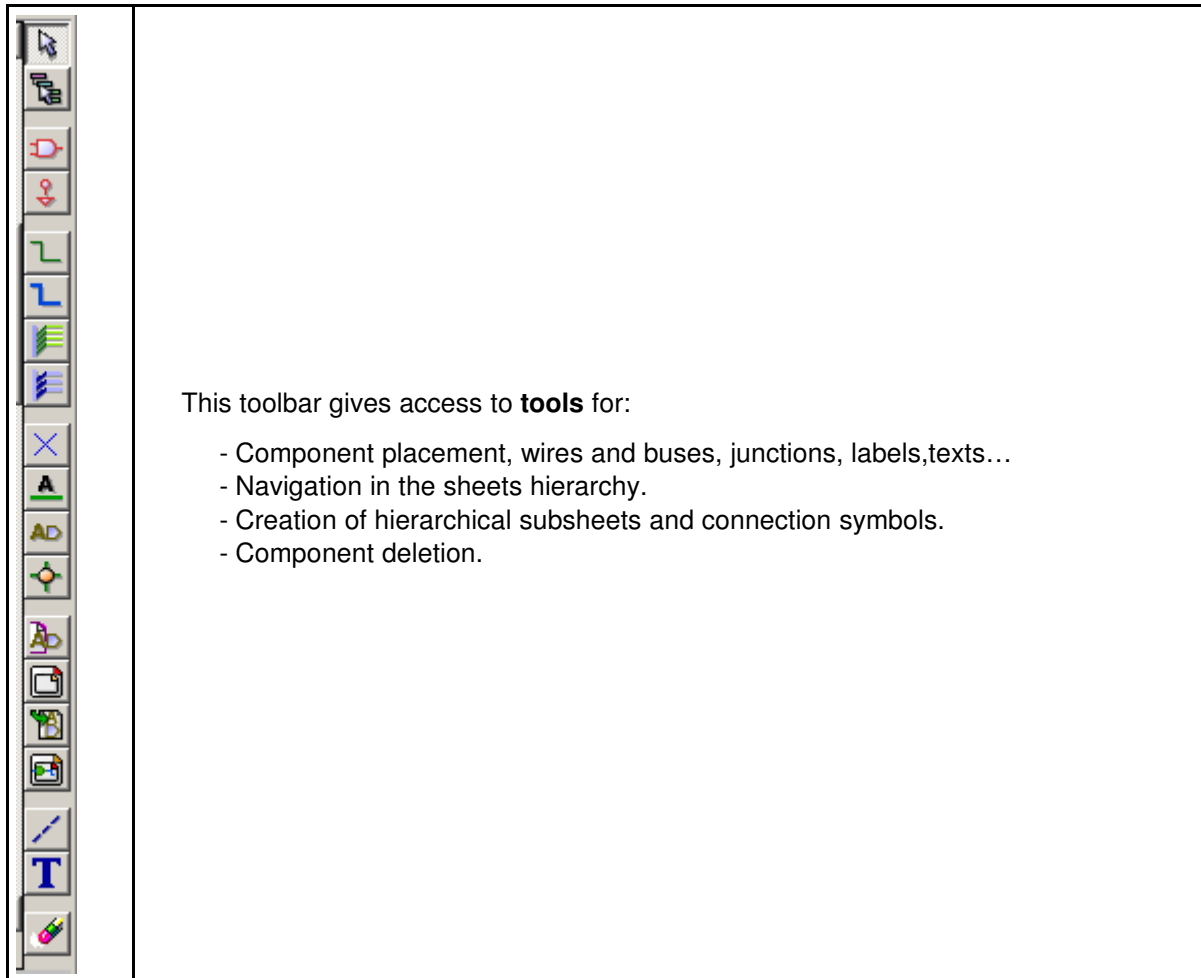 A
AD
A
T
This toolbar gives access to tools for:
- Component placement, wires and buses, junctions, labels,texts…
- Navigation in the sheets hierarchy.
- Creation of hierarchical subsheets and connection symbols.
- Component deletion.